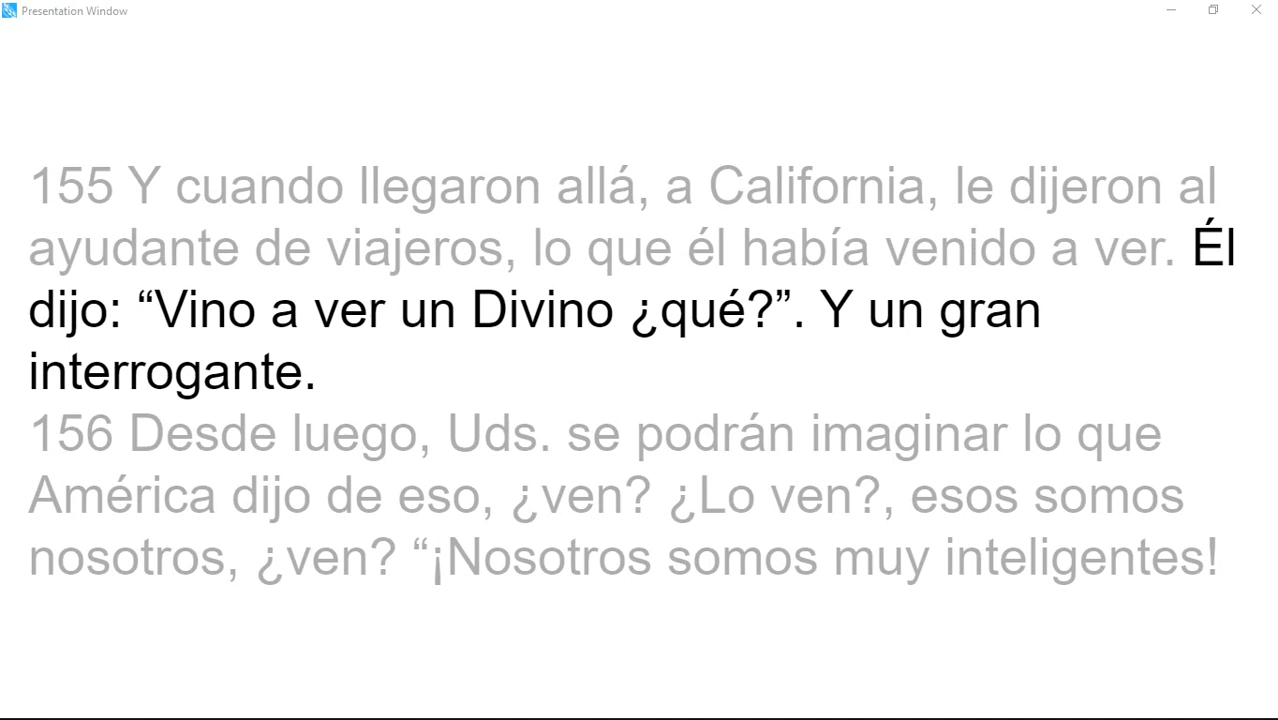 Presentation Window
155 Y cuando llegaron allá, a California, le dijeron al
ayudante de viajeros, lo que él había venido a ver. Él
dijo: “Vino a ver un Divino ¿qué?”. Y un gran
interrogante.
156 Desde luego, Uds. se podrán imaginar lo que
América dijo de eso, ¿ven? ¿Lo ven?, esos somos
nosotros, ¿ven? “¡Nosotros somos muy inteligentes!